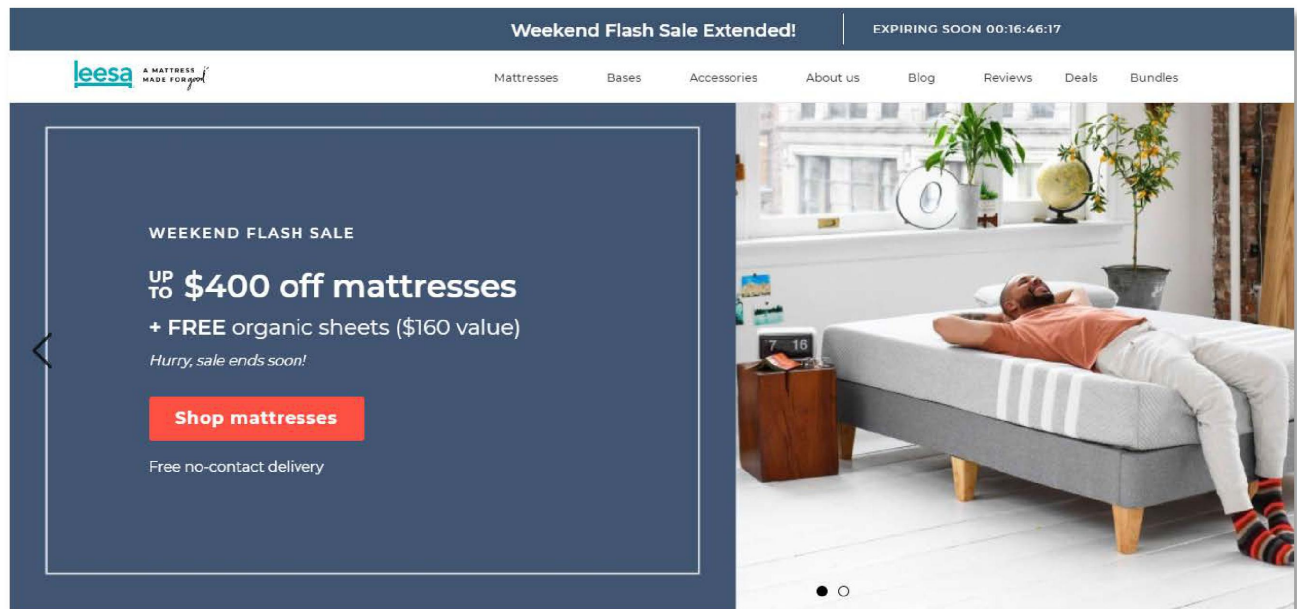 Weekend Flash Sale Extended!
EXPIRING SOON 00:16:46:17
leesa
A MATTRESS
MADE FOR good
Mattresses Bases Accessories About us Blog Reviews Deals Bundles
WEEKEND FLASH SALE
UP TO $400 off mattresses
+ FREE organic sheets ($160 value)
Hurry, sale ends soon!
Shop mattresses
Free no-contact delivery
7 16